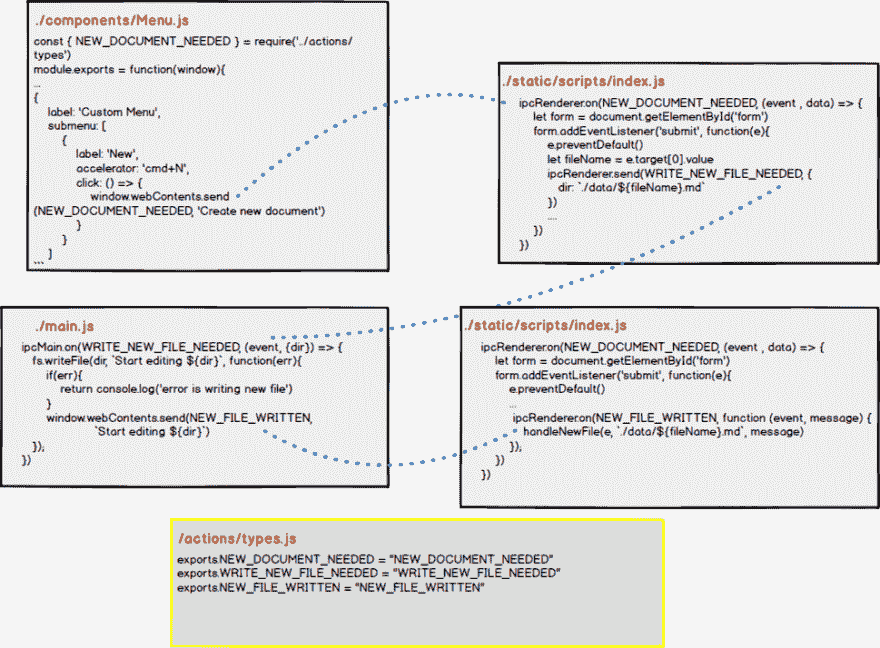 ./components/Menu.js
const { NEW_DOCUMENT_NEEDED } = require('../actions/
types')
module.exports = function(window){
...
{
label: 'Custom Menu',
submenu: [
{
label: 'New',
accelerator: 'cmd+N',
click: () => {
window.webContents.send
(NEW_DOCUMENT_NEEDED, 'Create new document')
}
}
]
...
./static/scripts/index.js
ipcRenderer.on(NEW_DOCUMENT_NEEDED, (event , data) => {
let form = document.getElementById('form')
form.addEventListener('submit', function(e){
e.preventDefault()
let fileName = e.target[0].value
ipcRenderer.send(WRITE_NEW_FILE_NEEDED, {
dir: `./data/${fileName}.md`
})
....
})
})
./main.js
ipcMain.on(WRITE_NEW_FILE_NEEDED, (event, {dir}) => {
fs.writeFile(dir, `Start editing ${dir}`, function(err){
if(err){
return console.log('error is writing new file')
}
window.webContents.send(NEW_FILE_WRITTEN,
`Start editing ${dir}`)
});
})
./static/scripts/index.js
ipcRenderer.on(NEW_DOCUMENT_NEEDED, (event , data) => {
let form = document.getElementById('form')
form.addEventListener('submit', function(e){
e.preventDefault()
...
ipcRenderer.on(NEW_FILE_WRITTEN, function (event, message) {
handleNewFile(e, `./data/${fileName}.md`, message)
});
})
})
/actions/types.js
exports.NEW_DOCUMENT_NEEDED = "NEW_DOCUMENT_NEEDED"
exports.WRITE_NEW_FILE_NEEDED = "WRITE_NEW_FILE_NEEDED"
exports.NEW_FILE_WRITTEN = "NEW_FILE_WRITTEN"